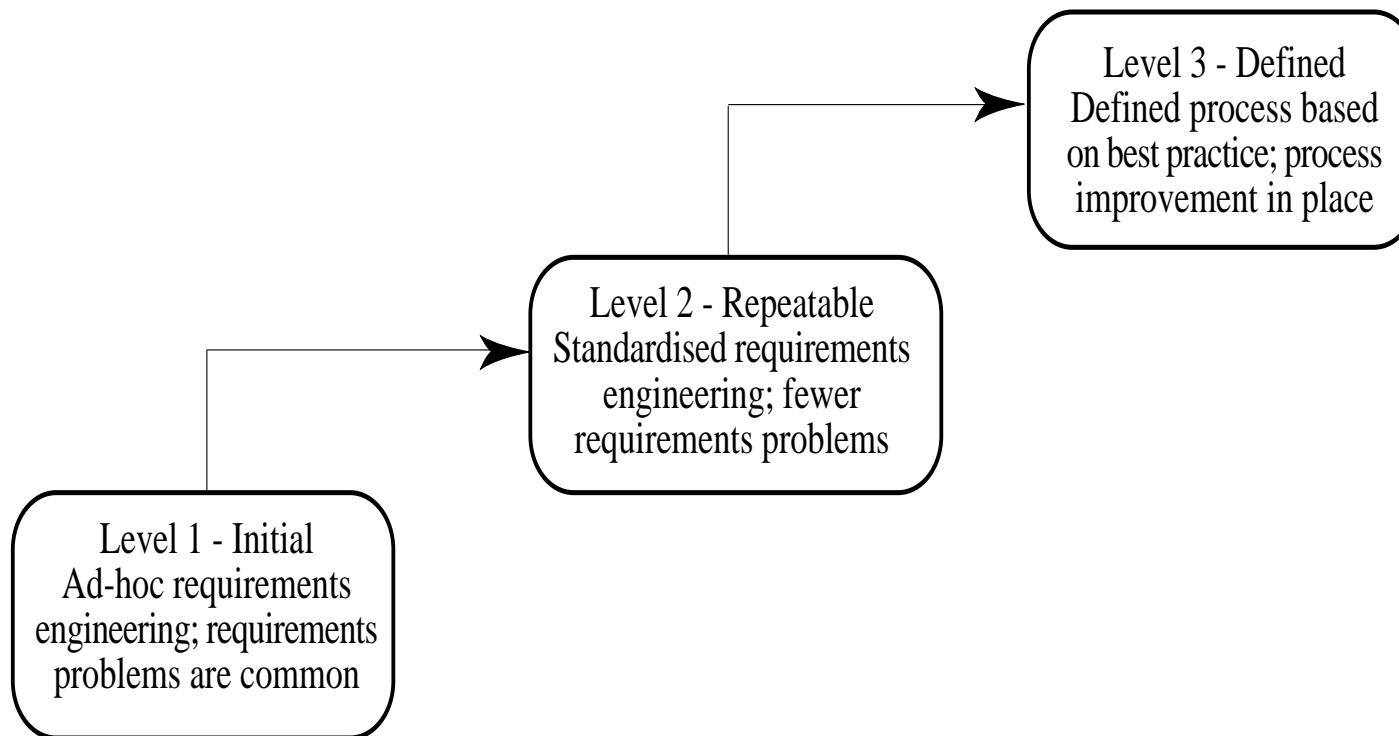 Level 3 - Defined
Defined process based
on best practice; process
improvement in place
Level 2 - Repeatable
Standardised requirements
engineering; fewer
requirements problems
Level 1 - Initial
Ad-hoc requirements
engineering; requirements
problems are common